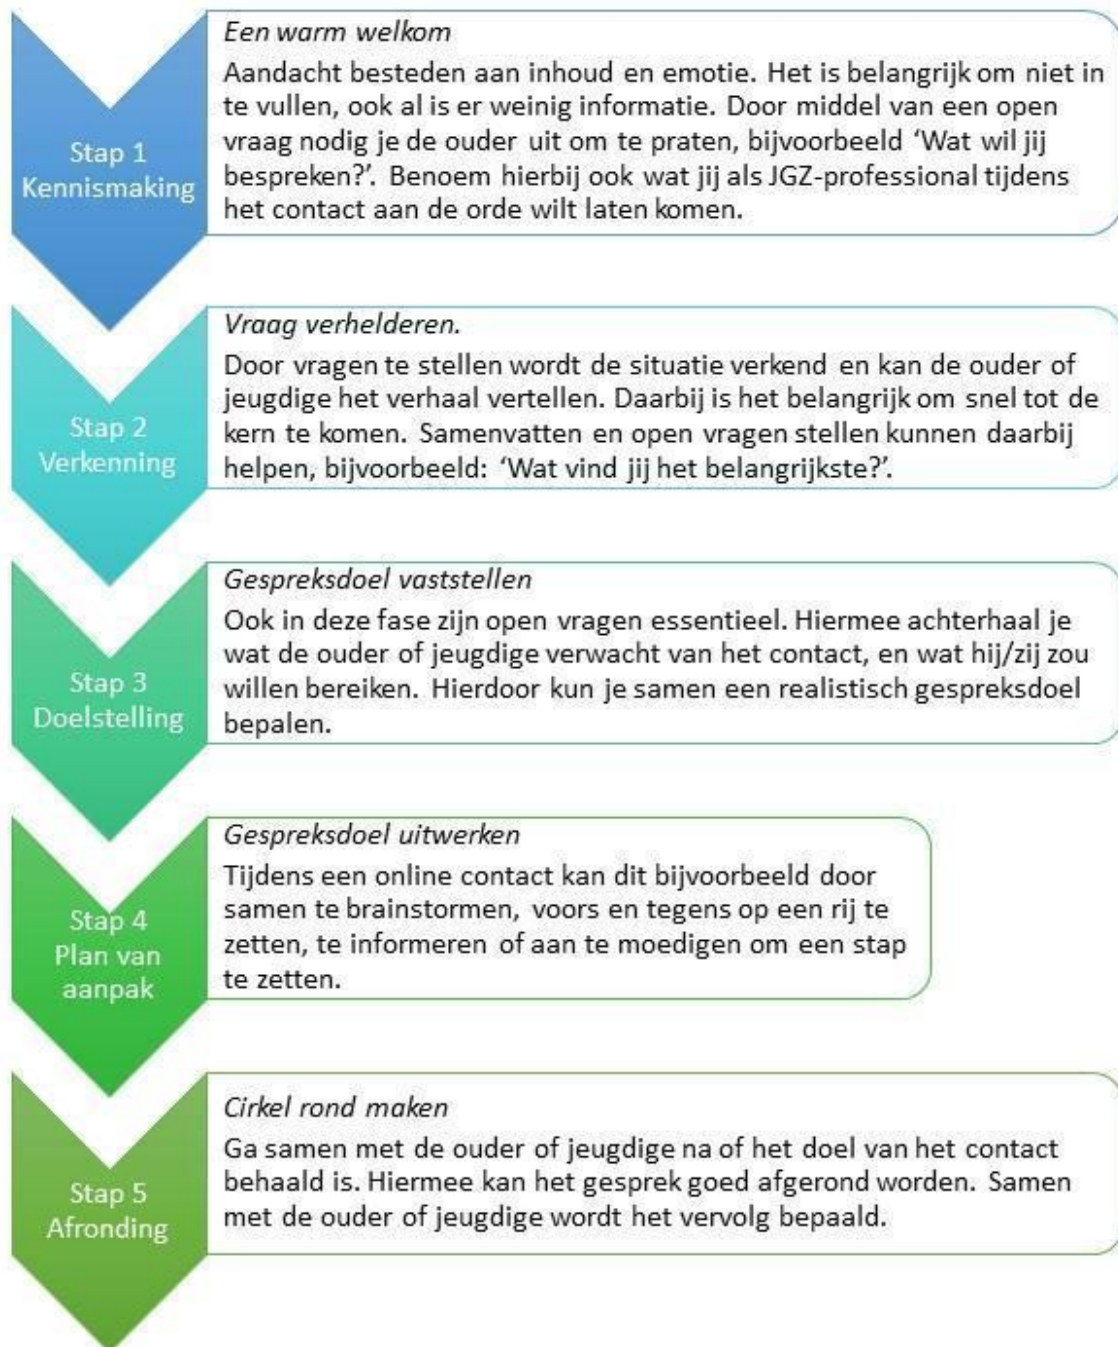 Stap 1
Kennismaking
Een warm welkom
Aandacht besteden aan inhoud en emotie. Het is belangrijk om niet in
te vullen, ook al is er weinig informatie. Door middel van een open
vraag nodig je de ouder uit om te praten, bijvoorbeeld ‘Wat wil jij
bespreken?’. Benoem hierbij ook wat jij als JGZ-professional tijdens
het contact aan de orde wilt laten komen.
Stap 2
Verkenning
Vraag verhelderen.
Door vragen te stellen wordt de situatie verkend en kan de ouder of
jeugdige het verhaal vertellen. Daarbij is het belangrijk om snel tot de
kern te komen. Samenvatten en open vragen stellen kunnen daarbij
helpen, bijvoorbeeld: ‘Wat vind jij het belangrijkste?’.
Stap 3
Doelstelling
Gespreksdoel vaststellen
Ook in deze fase zijn open vragen essentieel. Hiermee achterhaal je
wat de ouder of jeugdige verwacht van het contact, en wat hij/zij zou
willen bereiken. Hierdoor kun je samen een realistisch gespreksdoel
bepalen.
Stap 4
Plan van
aanpak
Gespreksdoel uitwerken
Tijdens een online contact kan dit bijvoorbeeld door
samen te brainstormen, voors en tegens op een rij te
zetten, te informeren of aan te moedigen om een stap
te zetten.
Stap 5
Afronding
Cirkel rond maken
Ga samen met de ouder of jeugdige na of het doel van het contact
behaald is. Hiermee kan het gesprek goed afgerond worden. Samen
met de ouder of jeugdige wordt het vervolg bepaald.